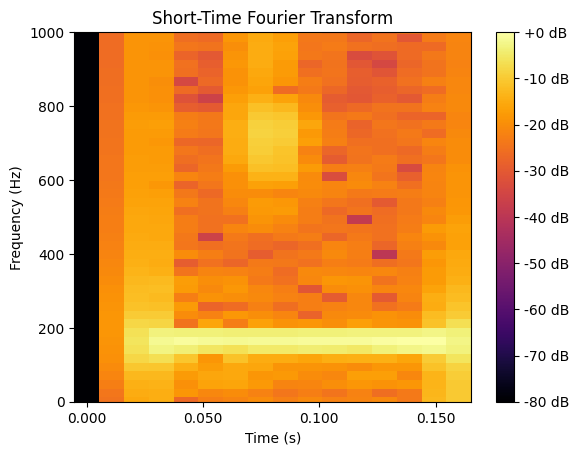 Short-Time Fourier Transform
1000
800
600
400
200
0
Frequency (Hz)
0.000
0.050
0.100
0.150
Time (s)
+0 dB
-10 dB
-20 dB
-30 dB
-40 dB
-50 dB
-60 dB
-70 dB
-80 dB